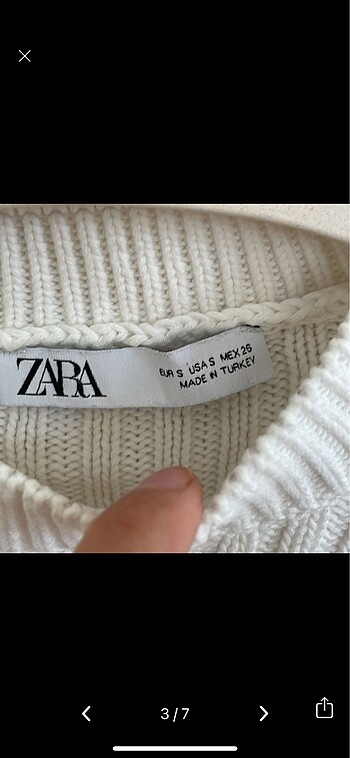 ZARA
EUR S USA S MEX 26
MADE IN TURKEY
3/7